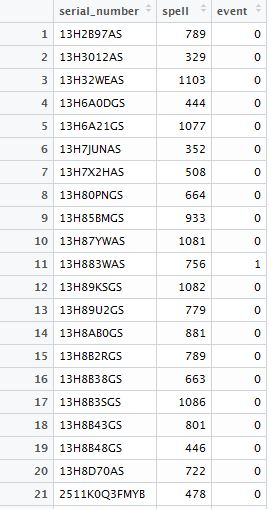 serial_number spell event
1 13H2B97AS 789 0
2 13H3012AS 329 0
3 13H32WEAS 1103 0
4 13H6A0DGS 444 0
5 13H6A21GS 1077 0
6 13H7JUNAS 352 0
7 13H7X2HAS 508 0
8 13H80PNGS 664 0
9 13H85BMGS 933 0
10 13H87YWAS 1081 0
11 13H883WAS 756 1
12 13H89KSGS 1082 0
13 13H89U2GS 779 0
14 13H8AB0GS 881 0
15 13H8B2RGS 789 0
16 13H8B38GS 663 0
17 13H8B3SGS 1086 0
18 13H8B43GS 801 0
19 13H8B48GS 446 0
20 13H8D70AS 722 0
21 2511K0Q3FMYB 478 0